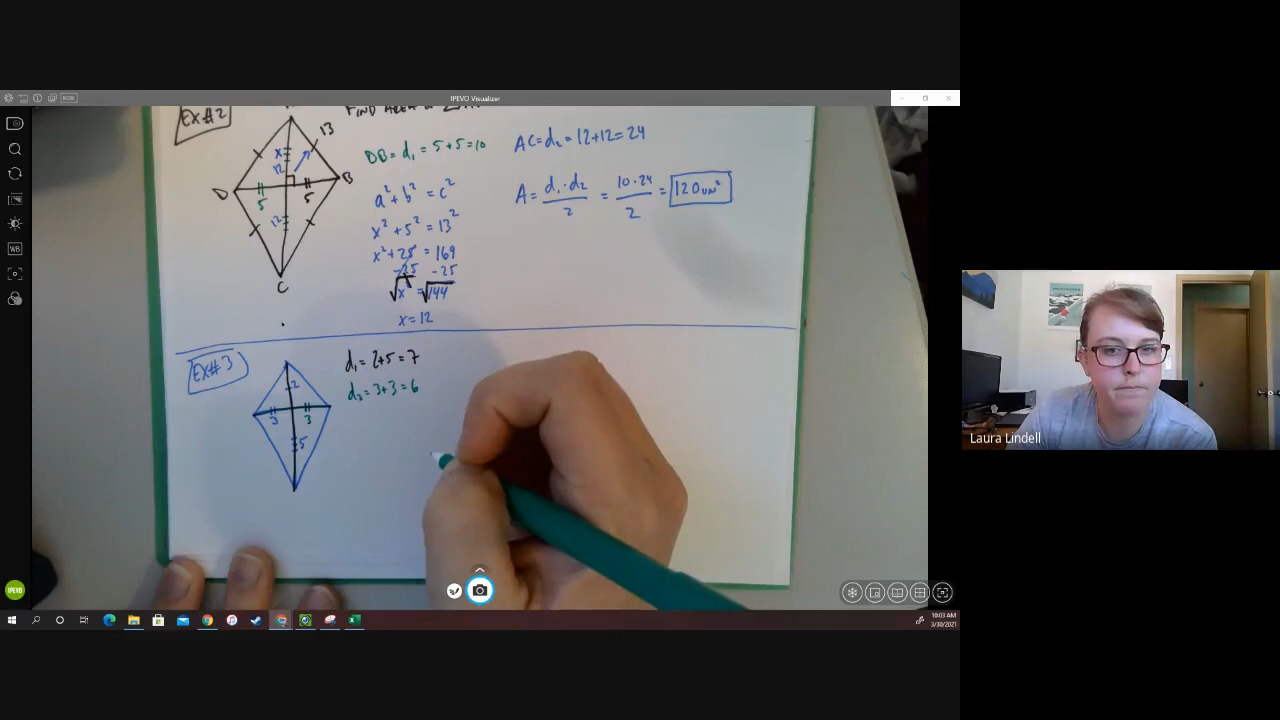 IPEVO Visualizer
EX#2
FIND AREA OF
13
x
12
D
B
5
5
12
C
DB = d₁ = 5+5=10
a² + b² = c²
x² + 5² = 13²
x² + 25 = 169
-25 -25
√x² = √144
x = 12
AC = d₂ = 12+12 = 24
A = d₁·d₂/2 = 10·24/2 = 120 un²
EX#3
2
3
3
5
d₁ = 2+5 = 7
d₂ = 3+3 = 6
WB
IPEVO
Laura Lindell
10:03 AM
3/30/2021